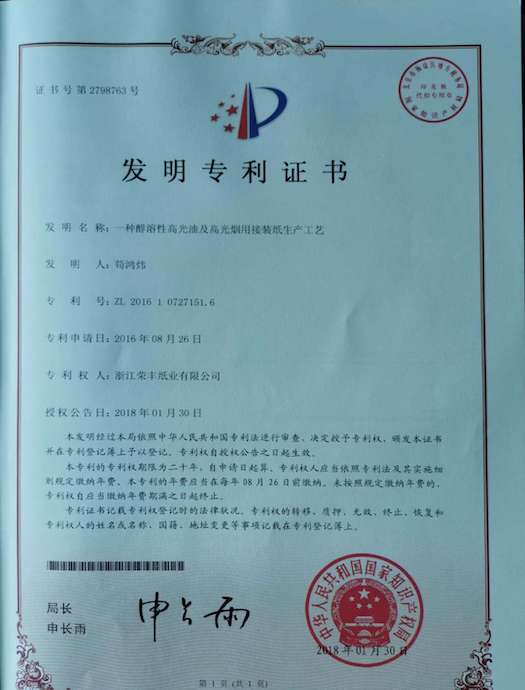 证书号第2798763号
发明专利证书
发明名称：一种醇溶性高光油及高光烟用接装纸生产工艺
发明人：苟鸿炜
专利号：ZL 2016 1 0727151.6
专利申请日：2016年08月26日
专利权人：浙江荣丰纸业有限公司
授权公告日：2018年01月30日
本发明经过本局依照中华人民共和国专利法进行审查，决定授予专利权，颁发本证书
并在专利登记簿上予以登记。专利权自授权公告之日起生效。
本专利的专利权期限为二十年，自申请日起算。专利权人应当依照专利法及其实施细
则规定缴纳年费。本专利的年费应当在每年08月26日前缴纳。未按照规定缴纳年费的，
专利权自应当缴纳年费期满之日起终止。
专利证书记载专利权登记时的法律状况。专利权的转移、质押、无效、终止、恢复和
专利权人的姓名或名称、国籍、地址变更等事项记载在专利登记簿上。
局长
申长雨
申长雨
中华人民共和国国家知识产权局
2018年01月30日
第1页（共1页）